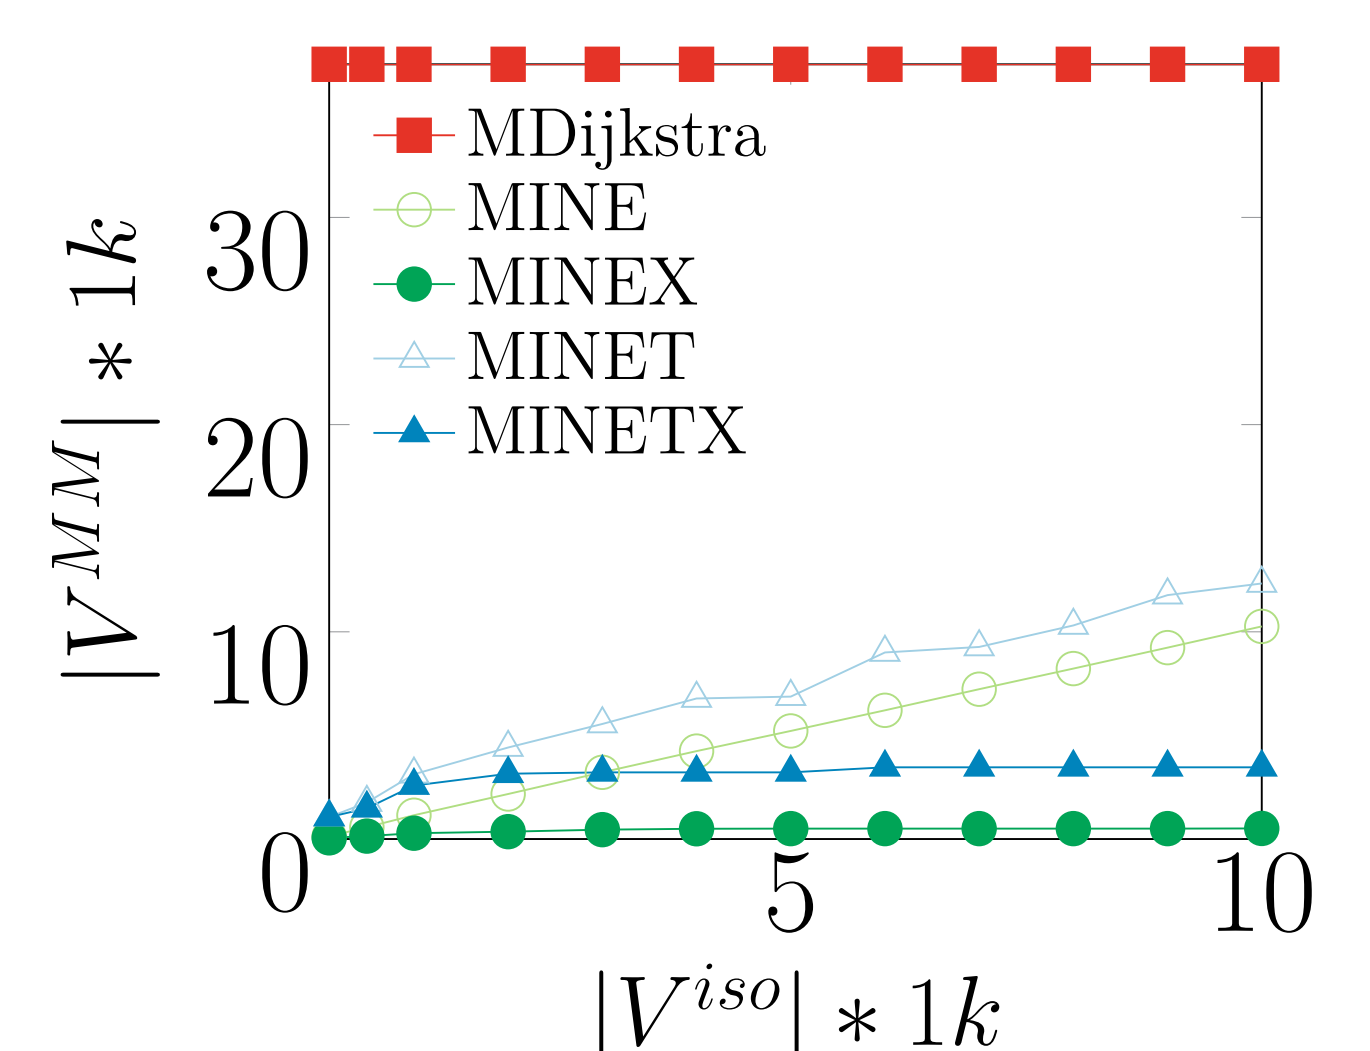 MDijkstra
MINE
MINEX
MINET
MINETX
30
20
10
0
5
10
|V^{MM}| ∗ 1k
|V^{iso}| ∗ 1k